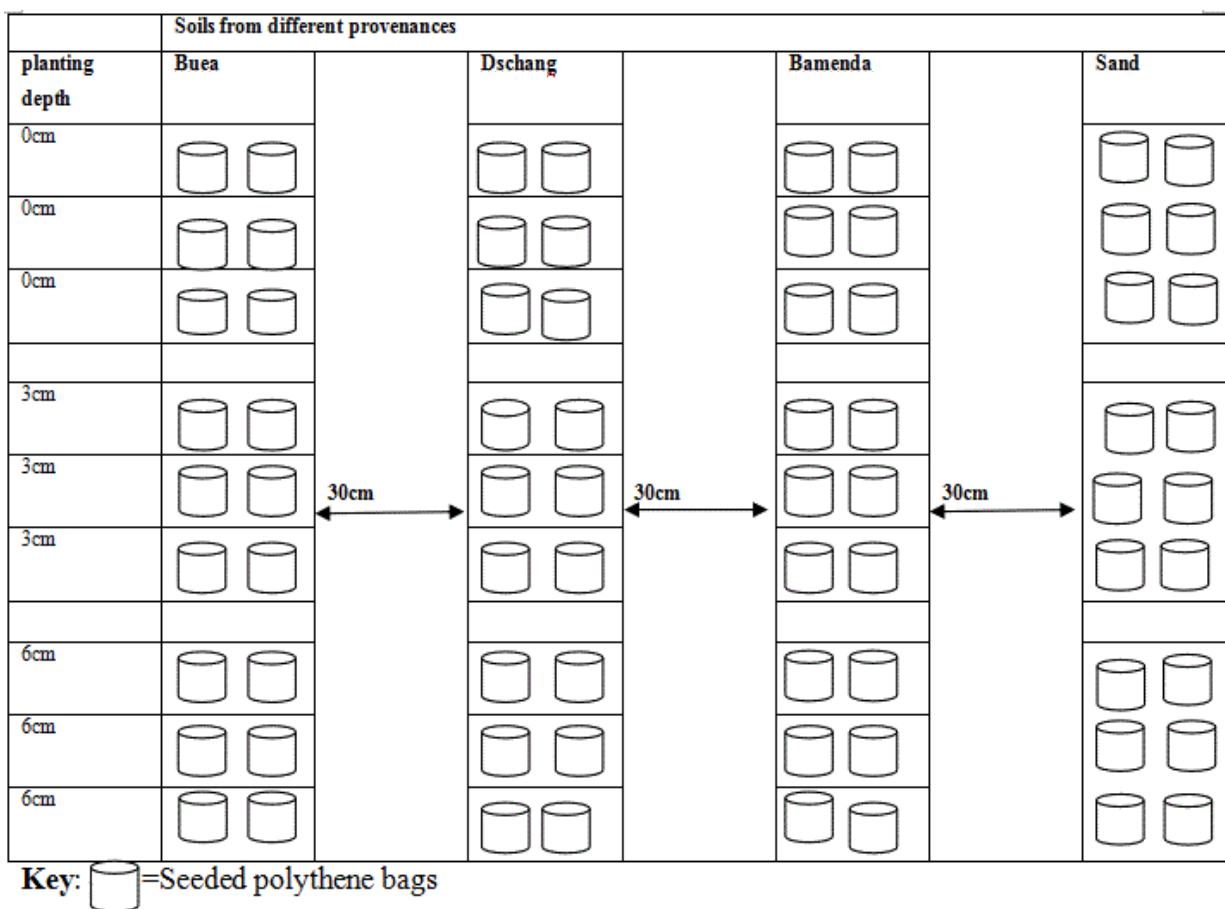 Soils from different provenances
planting depth Buea Dschang Bamenda Sand
0cm
0cm
0cm
3cm
3cm
30cm 30cm 30cm
3cm
6cm
6cm
6cm
Key: =Seeded polythene bags